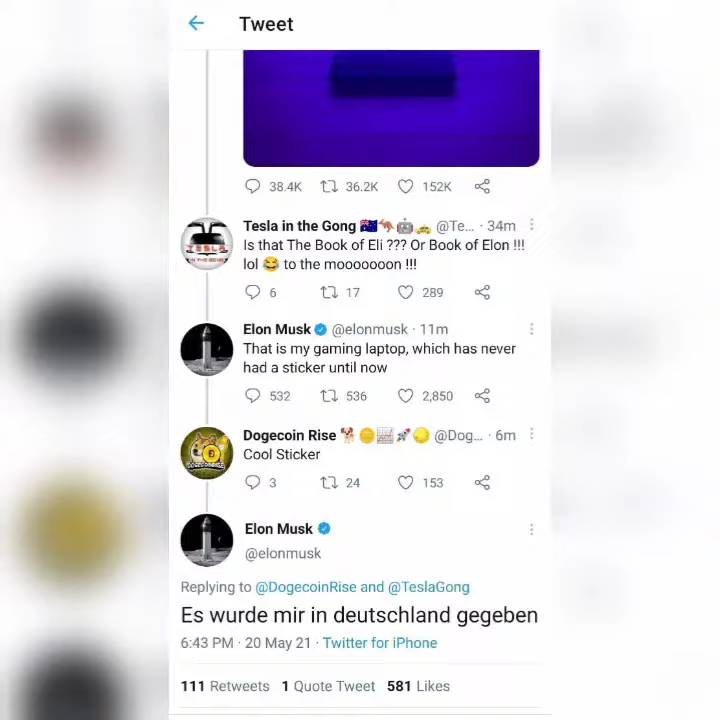 Tweet
38.4K 36.2K 152K
Tesla in the Gong @Te... · 34m
Is that The Book of Eli ??? Or Book of Elon !!!
lol 😂 to the mooooooon !!!
6 17 289
Elon Musk @elonmusk · 11m
That is my gaming laptop, which has never
had a sticker until now
532 536 2,850
Dogecoin Rise @Dog... · 6m
Cool Sticker
3 24 153
Elon Musk
@elonmusk
Replying to @DogecoinRise and @TeslaGong
Es wurde mir in deutschland gegeben
6:43 PM · 20 May 21 · Twitter for iPhone
111 Retweets 1 Quote Tweet 581 Likes